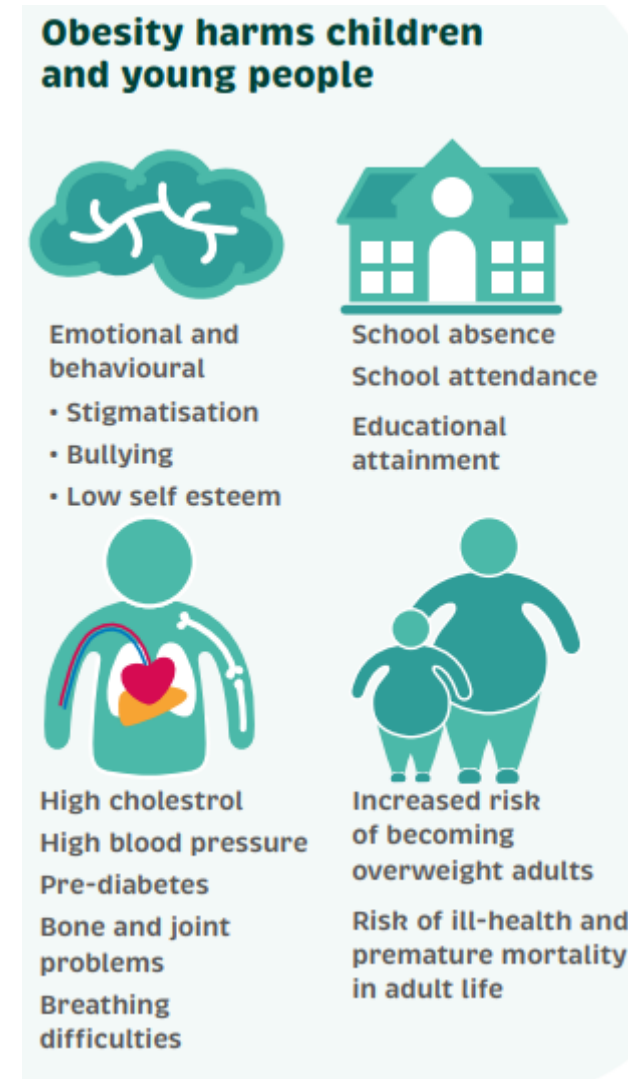 Obesity harms children
and young people
Emotional and
behavioural
• Stigmatisation
• Bullying
• Low self esteem
School absence
School attendance
Educational
attainment
High cholestrol
High blood pressure
Pre-diabetes
Bone and joint
problems
Breathing
difficulties
Increased risk
of becoming
overweight adults
Risk of ill-health and
premature mortality
in adult life